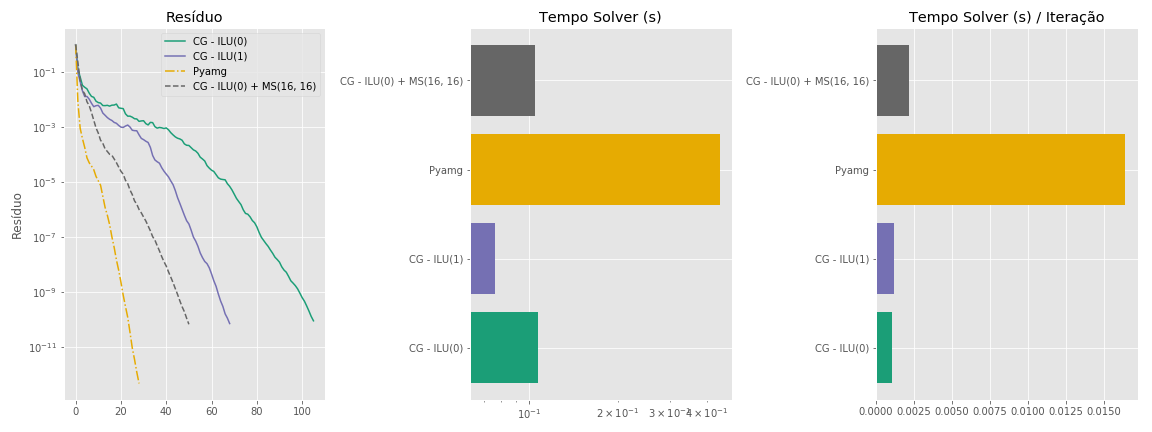 Resíduo
CG - ILU(0)
CG - ILU(1)
Pyamg
CG - ILU(0) + MS(16, 16)
Resíduo
10⁻¹
10⁻³
10⁻⁵
10⁻⁷
10⁻⁹
10⁻¹¹
0 20 40 60 80 100
Tempo Solver (s)
CG - ILU(0) + MS(16, 16)
Pyamg
CG - ILU(1)
CG - ILU(0)
10⁻¹ 2 × 10⁻¹ 3 × 10⁻¹ 4 × 10⁻¹
Tempo Solver (s) / Iteração
CG - ILU(0) + MS(16, 16)
Pyamg
CG - ILU(1)
CG - ILU(0)
0.0000 0.0025 0.0050 0.0075 0.0100 0.0125 0.0150